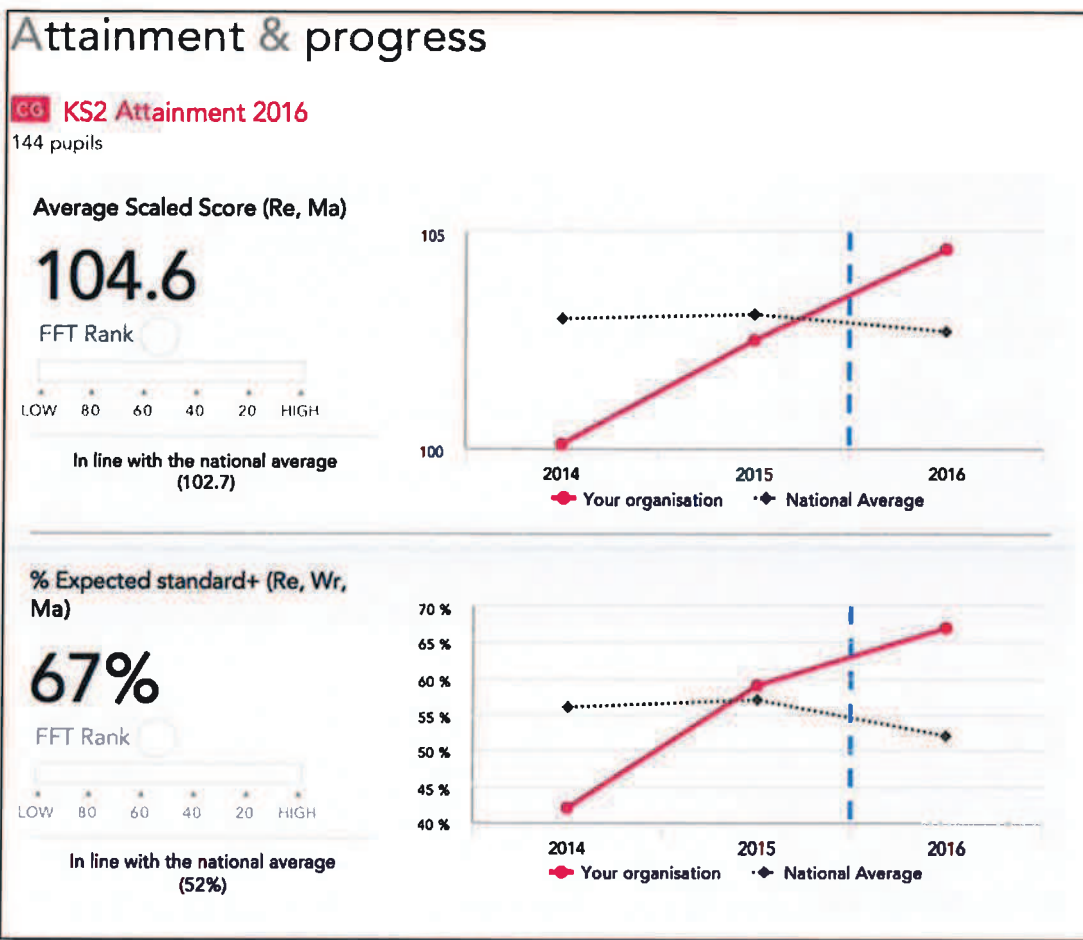 Attainment & progress
CG KS2 Attainment 2016
144 pupils
Average Scaled Score (Re, Ma)
104.6
FFT Rank
LOW 80 60 40 20 HIGH
In line with the national average
(102.7)
105
100
2014 2015 2016
Your organisation National Average
% Expected standard+ (Re, Wr,
Ma)
67%
FFT Rank
LOW 80 60 40 20 HIGH
In line with the national average
(52%)
70 %
65 %
60 %
55 %
50 %
45 %
40 %
2014 2015 2016
Your organisation National Average